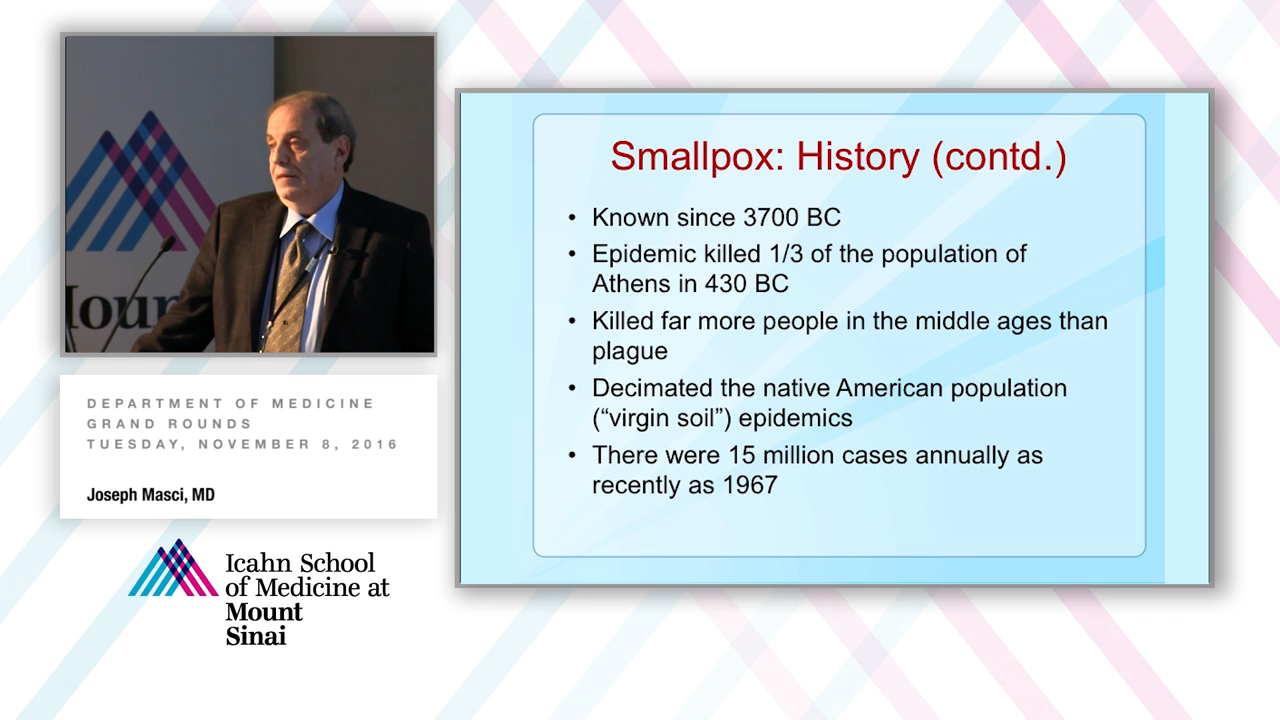 DEPARTMENT OF MEDICINE
GRAND ROUNDS
TUESDAY, NOVEMBER 8, 2016
Joseph Masci, MD
Icahn School
of Medicine at
Mount
Sinai
Smallpox: History (contd.)
• Known since 3700 BC
• Epidemic killed 1/3 of the population of
Athens in 430 BC
• Killed far more people in the middle ages than
plague
• Decimated the native American population
(“virgin soil”) epidemics
• There were 15 million cases annually as
recently as 1967